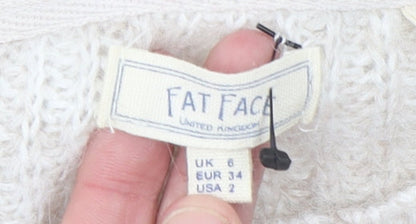 FAT FACE
UNITED KINGDOM
UK 6
EUR 34
USA 2